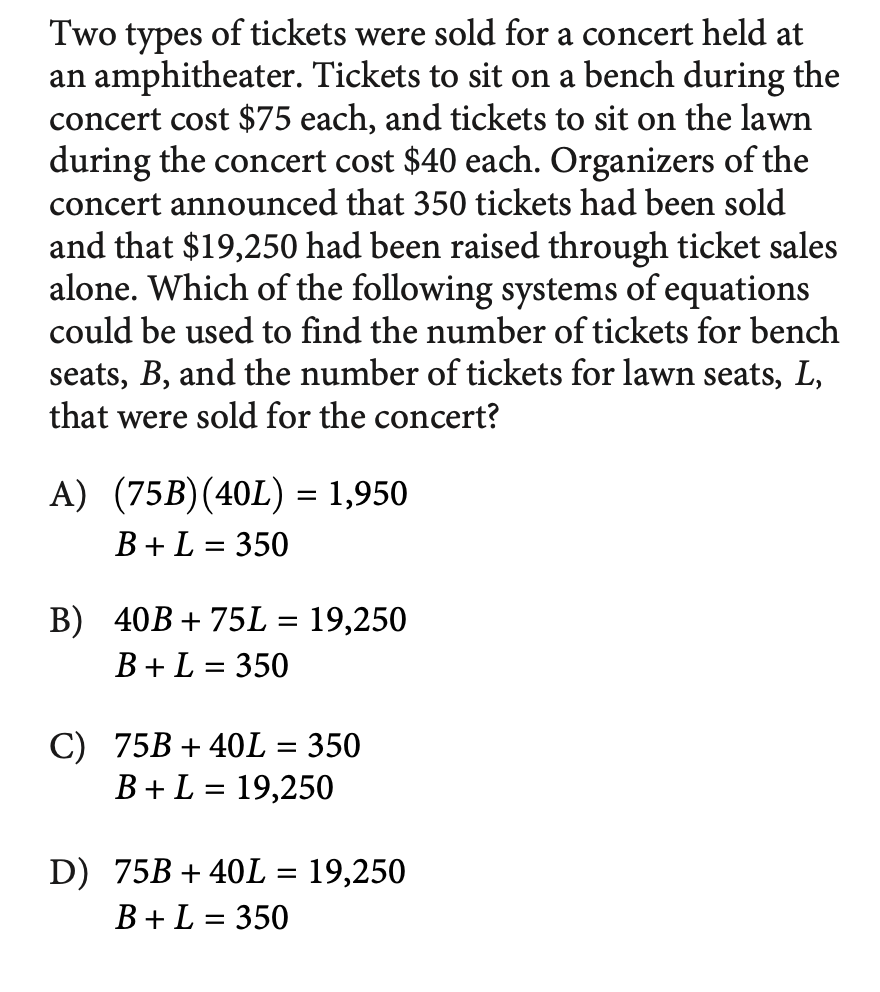 Two types of tickets were sold for a concert held at
an amphitheater. Tickets to sit on a bench during the
concert cost $75 each, and tickets to sit on the lawn
during the concert cost $40 each. Organizers of the
concert announced that 350 tickets had been sold
and that $19,250 had been raised through ticket sales
alone. Which of the following systems of equations
could be used to find the number of tickets for bench
seats, B, and the number of tickets for lawn seats, L,
that were sold for the concert?
A) (75B)(40L) = 1,950
B + L = 350
B) 40B + 75L = 19,250
B + L = 350
C) 75B + 40L = 350
B + L = 19,250
D) 75B + 40L = 19,250
B + L = 350